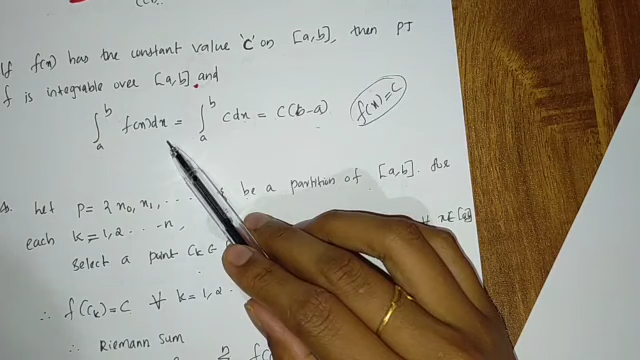 If f(x) has the constant value 'C' on [a,b], then PT
f is integrable over [a,b] and
∫_a^b f(x)dx = ∫_a^b Cdx = C(b-a) f(x)=C
Let P= {x0, x1, ... be a partition of [a,b]. For
each k=1,2...n,
Select a point Ck ∈
∀ x∈[a,b]
∴ f(Ck)=C ∀ k=1,2
∴ Riemann Sum